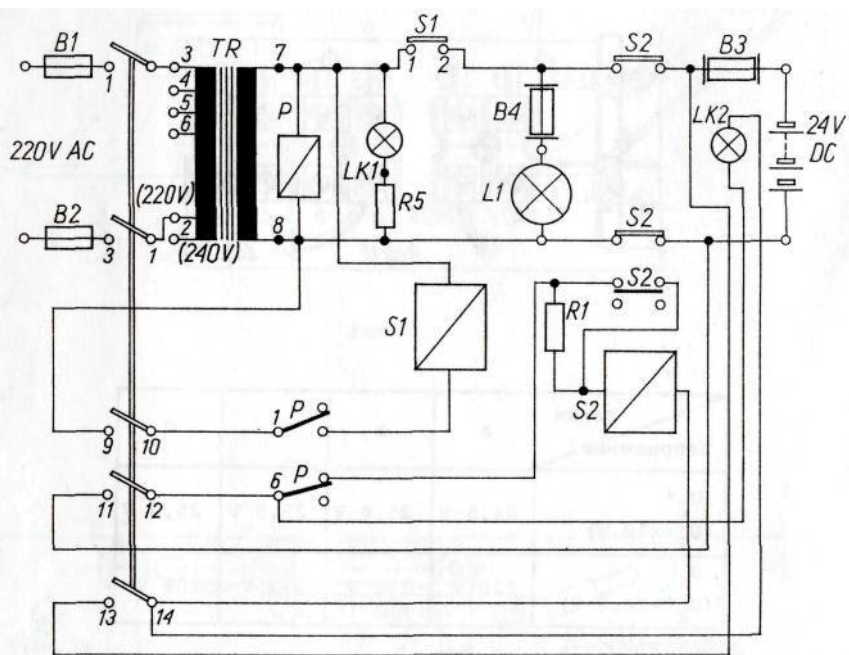 B1
1
3
TR
7
S1
1
2
S2
B3
4
5
6
P
B4
LK2
24V
DC
220V AC
LK1
L1
R5
(220V)
B2
3
1
2
(240V)
8
S2
S2
R1
S1
S2
9
10
1
P
6
P
11
12
13
14